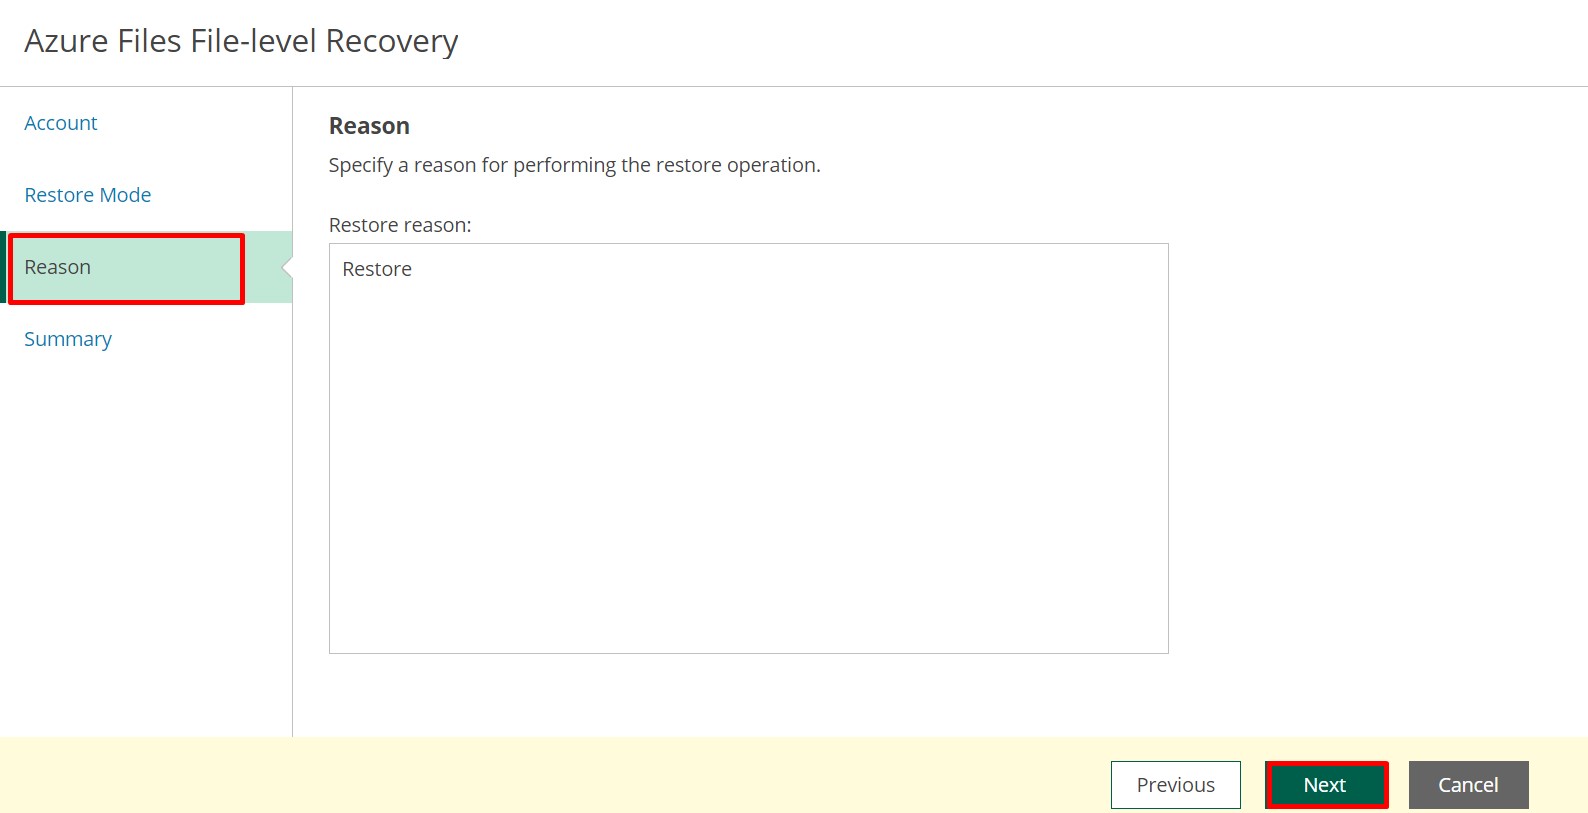 Azure Files File-level Recovery
Account
Restore Mode
Reason
Summary
Reason
Specify a reason for performing the restore operation.
Restore reason:
Restore
Previous
Next
Cancel